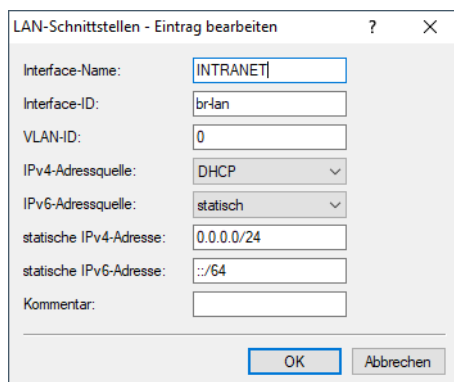 LAN-Schnittstellen - Eintrag bearbeiten ?
Interface-Name: INTRANET
Interface-ID: br-lan
VLAN-ID: 0
IPv4-Adressquelle: DHCP
IPv6-Adressquelle: statisch
statische IPv4-Adresse: 0.0.0.0/24
statische IPv6-Adresse: ::/64
Kommentar:
OK Abbrechen